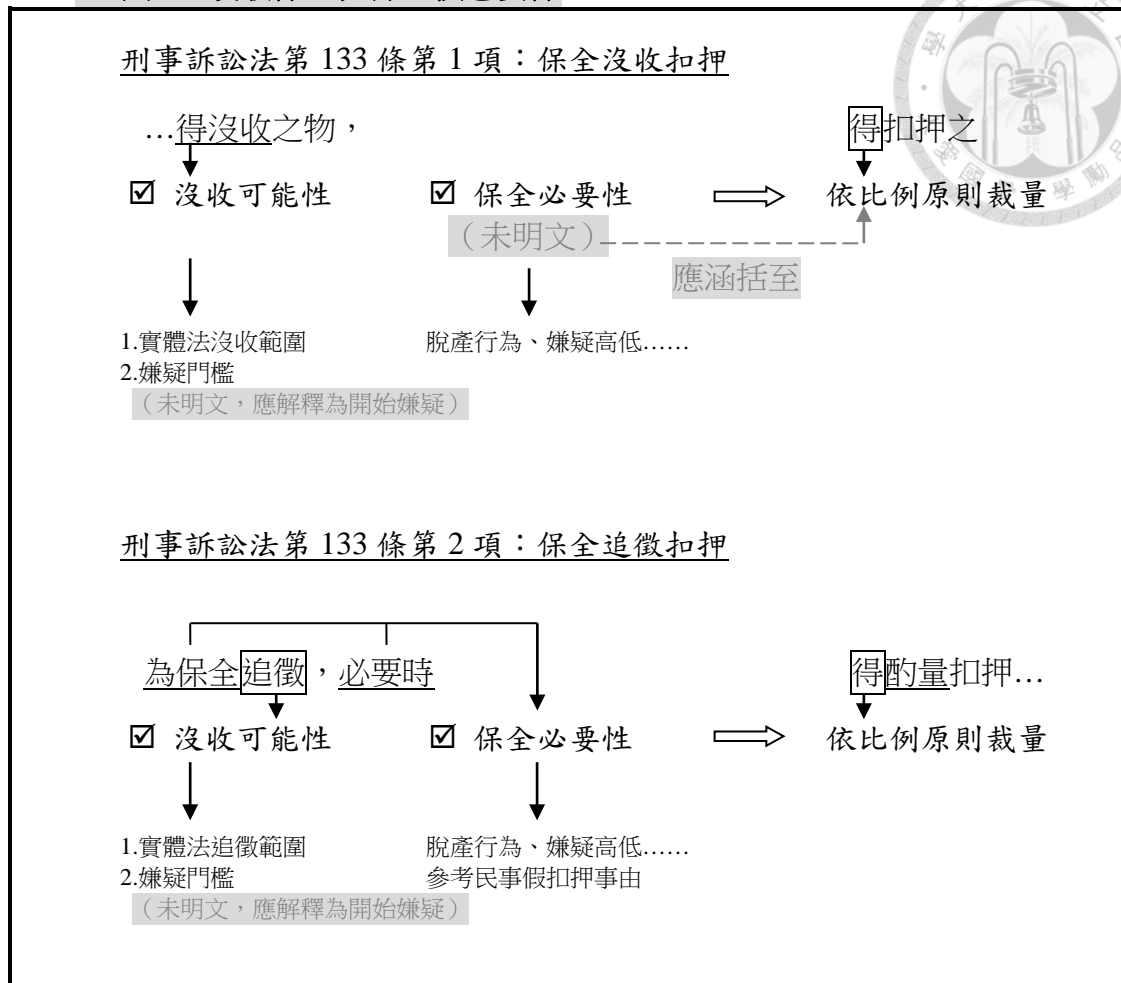 刑事訴訟法第 133 條第 1 項：保全沒收扣押
…得沒收之物， 得扣押之
☑ 沒收可能性 ☑ 保全必要性 依比例原則裁量
（未明文）
應涵括至
1.實體法沒收範圍 脫產行為、嫌疑高低……
2.嫌疑門檻
（未明文，應解釋為開始嫌疑）
刑事訴訟法第 133 條第 2 項：保全追徵扣押
為保全追徵，必要時 得酌量扣押…
☑ 沒收可能性 ☑ 保全必要性 依比例原則裁量
1.實體法追徵範圍 脫產行為、嫌疑高低……
2.嫌疑門檻 參考民事假扣押事由
（未明文，應解釋為開始嫌疑）